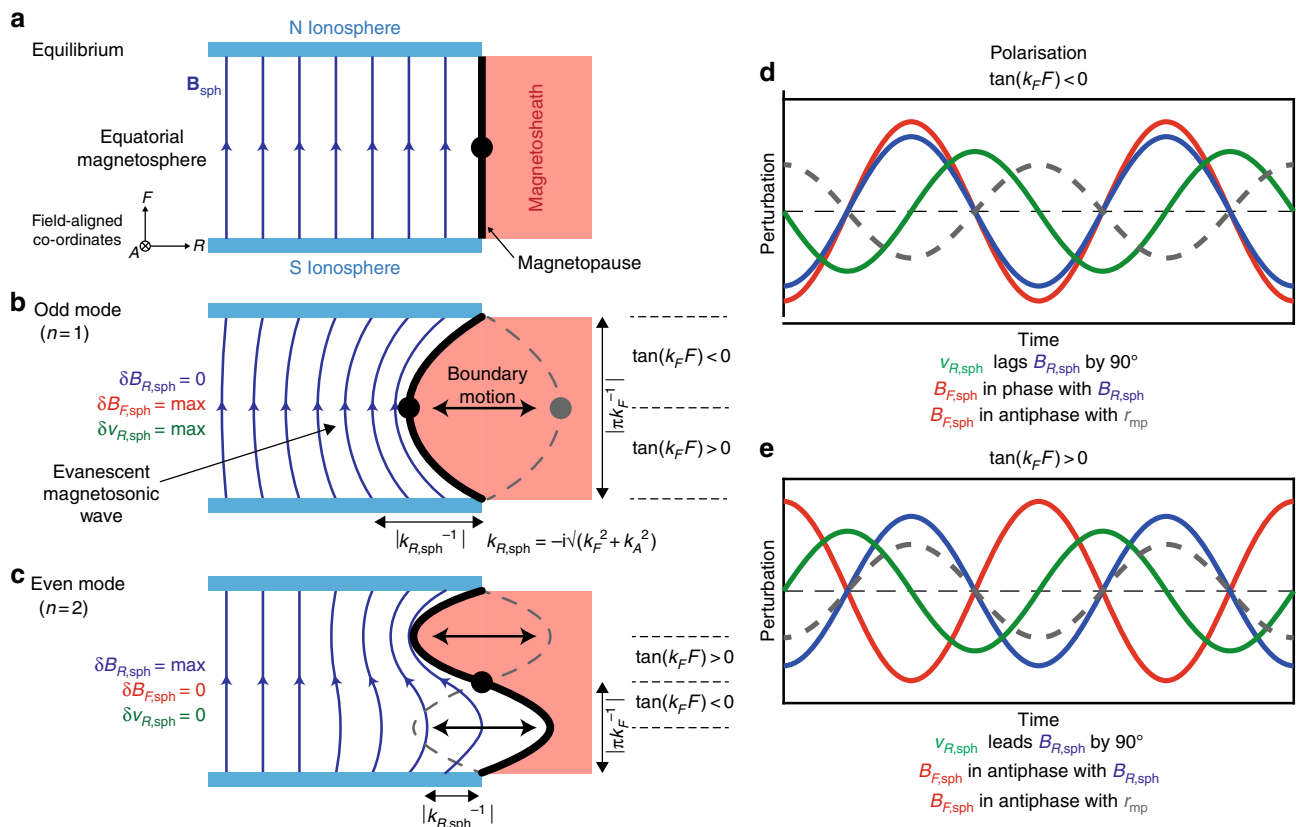 a
N Ionosphere
Equilibrium
B_sph
Equatorial
magnetosphere
Magnetosheath
F
Field-aligned
co-ordinates
A
R
S Ionosphere
Magnetopause
b
Odd mode
(n=1)
δB_R,sph = 0
δB_F,sph = max
δv_R,sph = max
Boundary
motion
|πk_F^−1|
tan(k_F F) < 0
tan(k_F F) > 0
Evanescent
magnetosonic
wave
|k_R,sph^−1|
k_R,sph = −i√(k_F^2 + k_A^2)
c
Even mode
(n=2)
δB_R,sph = max
δB_F,sph = 0
δv_R,sph = 0
tan(k_F F) > 0
tan(k_F F) < 0
|πk_F^−1|
|k_R,sph^−1|
d
Polarisation
tan(k_F F) < 0
Perturbation
Time
v_R,sph lags B_R,sph by 90°
B_F,sph in phase with B_R,sph
B_F,sph in antiphase with r_mp
e
tan(k_F F) > 0
Perturbation
Time
v_R,sph leads B_R,sph by 90°
B_F,sph in antiphase with B_R,sph
B_F,sph in antiphase with r_mp